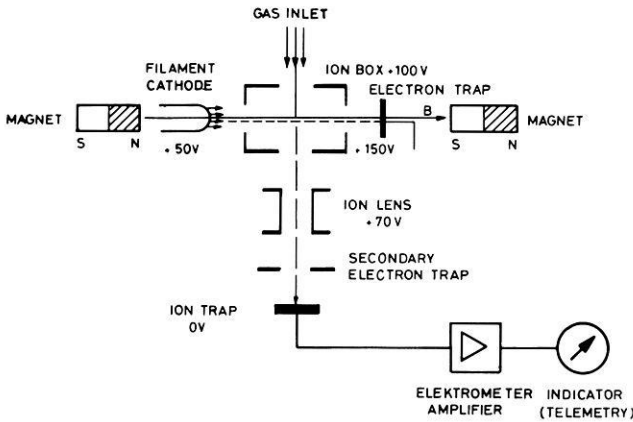 GAS INLET
FILAMENT
CATHODE
ION BOX +100V
ELECTRON TRAP
B
MAGNET
S N
+ 50V
+ 150V
MAGNET
S N
ION LENS
+70V
SECONDARY
ELECTRON TRAP
ION TRAP
0V
ELEKTROMETER
AMPLIFIER
INDICATOR
(TELEMETRY)